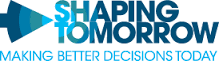 SHAPING
TOMORROW
MAKING BETTER DECISIONS TODAY